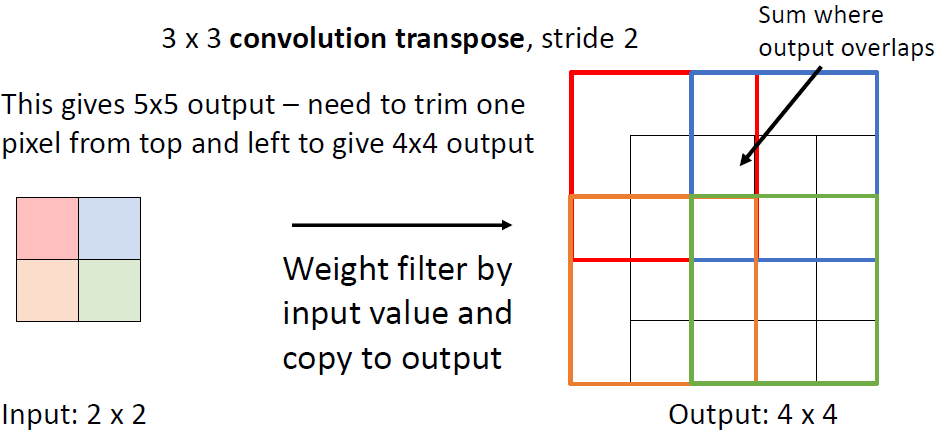 3 x 3 convolution transpose, stride 2
Sum where
output overlaps
This gives 5x5 output – need to trim one
pixel from top and left to give 4x4 output
Weight filter by
input value and
copy to output
Input: 2 x 2
Output: 4 x 4